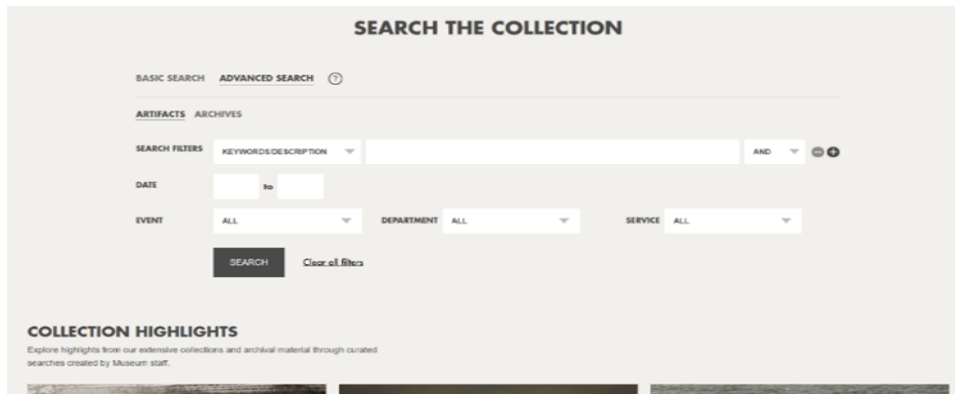 SEARCH THE COLLECTION
BASIC SEARCH ADVANCED SEARCH ?
ARTIFACTS ARCHIVES
SEARCH FILTERS KEYWORDS/DESCRIPTION AND
DATE to
EVENT ALL DEPARTMENT ALL SERVICE ALL
SEARCH Clear all filters
COLLECTION HIGHLIGHTS
Explore highlights from our extensive collections and archival material through curated
searches created by Museum staff.